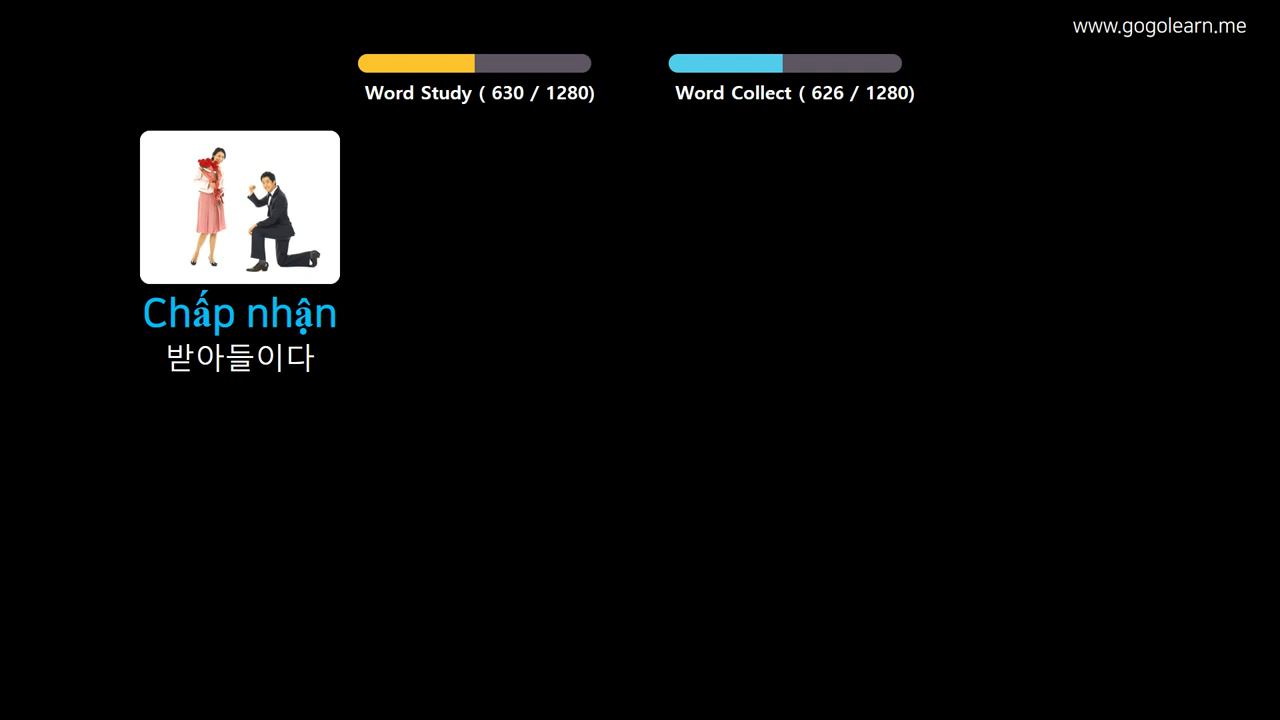 www.gogolearn.me
Word Study ( 630 / 1280)
Word Collect ( 626 / 1280)
Chấp nhận
받아들이다